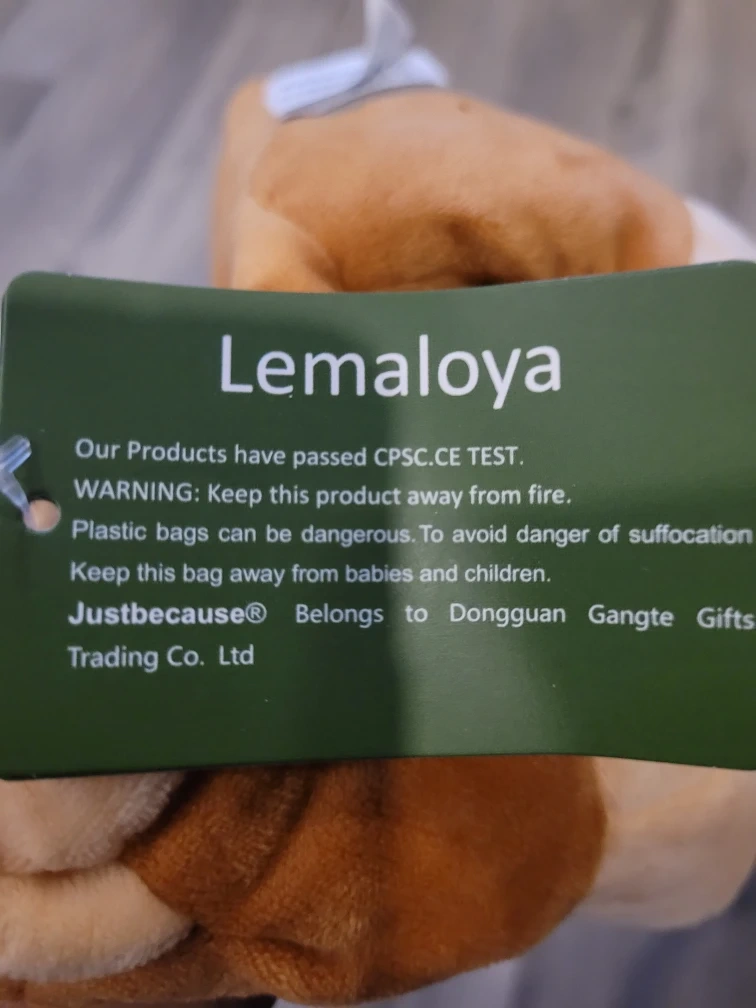 Lemaloya
Our Products have passed CPSC.CE TEST.
WARNING: Keep this product away from fire.
Plastic bags can be dangerous. To avoid danger of suffocation
Keep this bag away from babies and children.
Justbecause® Belongs to Dongguan Gangte Gifts
Trading Co. Ltd